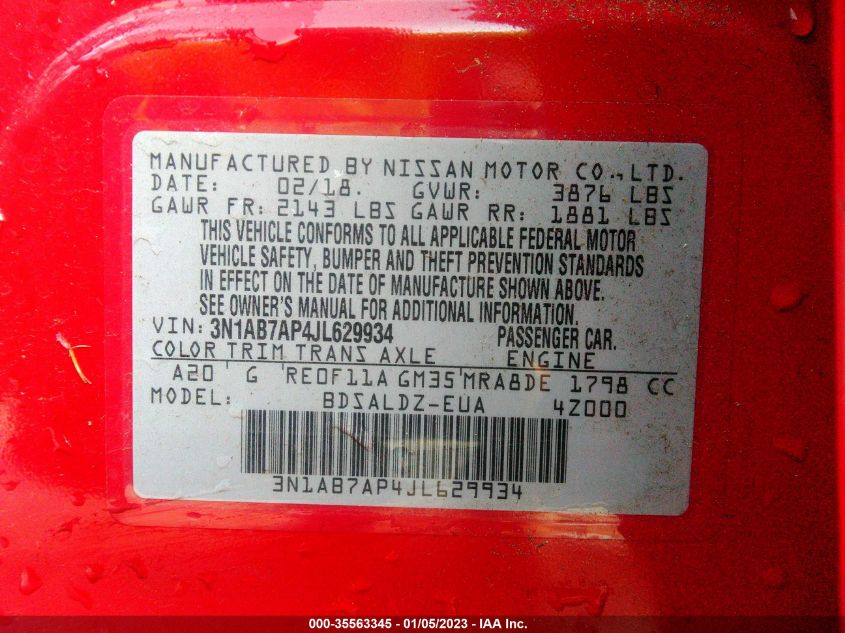 MANUFACTURED BY NISSAN MOTOR CO., LTD.
DATE: 02/18. GVWR: 3876 LBS
GAWR FR: 2143 LBS GAWR RR: 1881 LBS
THIS VEHICLE CONFORMS TO ALL APPLICABLE FEDERAL MOTOR
VEHICLE SAFETY, BUMPER AND THEFT PREVENTION STANDARDS
IN EFFECT ON THE DATE OF MANUFACTURE SHOWN ABOVE.
SEE OWNER'S MANUAL FOR ADDITIONAL INFORMATION.
VIN: 3N1AB7AP4JL629934 PASSENGER CAR.
COLOR TRIM TRANS AXLE ENGINE
A20 G RE0F11A GM35 MRA8DE 1798 CC
MODEL: BDSALDZ-EUA 4Z000
3N1AB7AP4JL629934
000-35563345 | 01/05/2023 - IAA Inc.